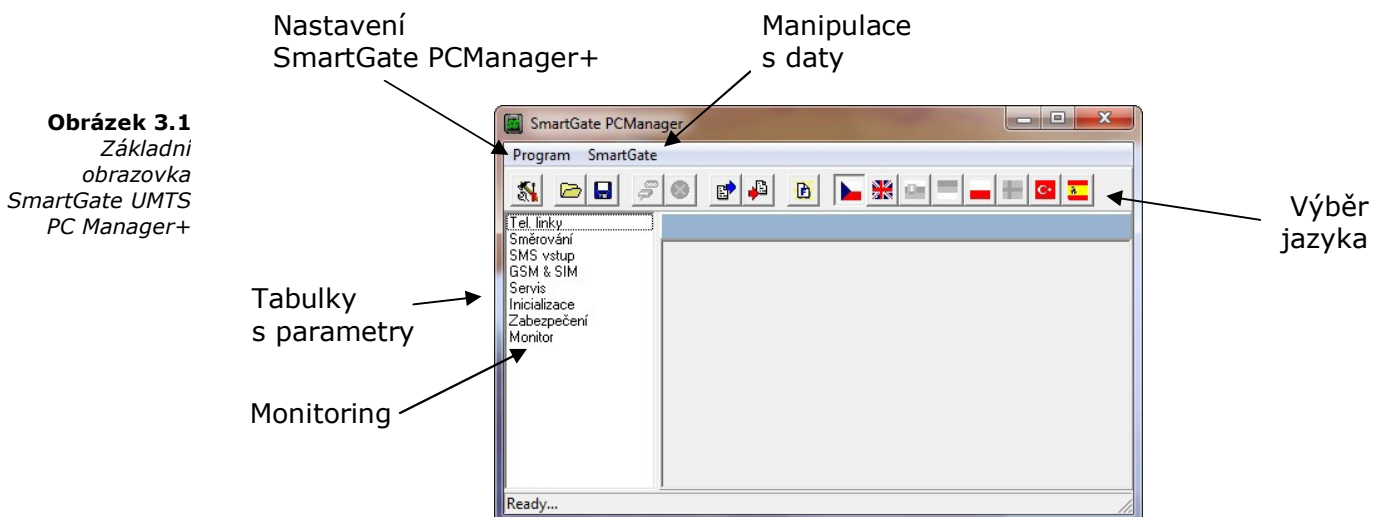 Nastavení
SmartGate PCManager+
Manipulace
s daty
Obrázek 3.1
Základní
obrazovka
SmartGate UMTS
PC Manager+
SmartGate PCManager
Program SmartGate
Tel. linky
Směrování
SMS vstup
GSM & SIM
Servis
Inicializace
Zabezpečení
Monitor
Ready...
Výběr
jazyka
Tabulky
s parametry
Monitoring